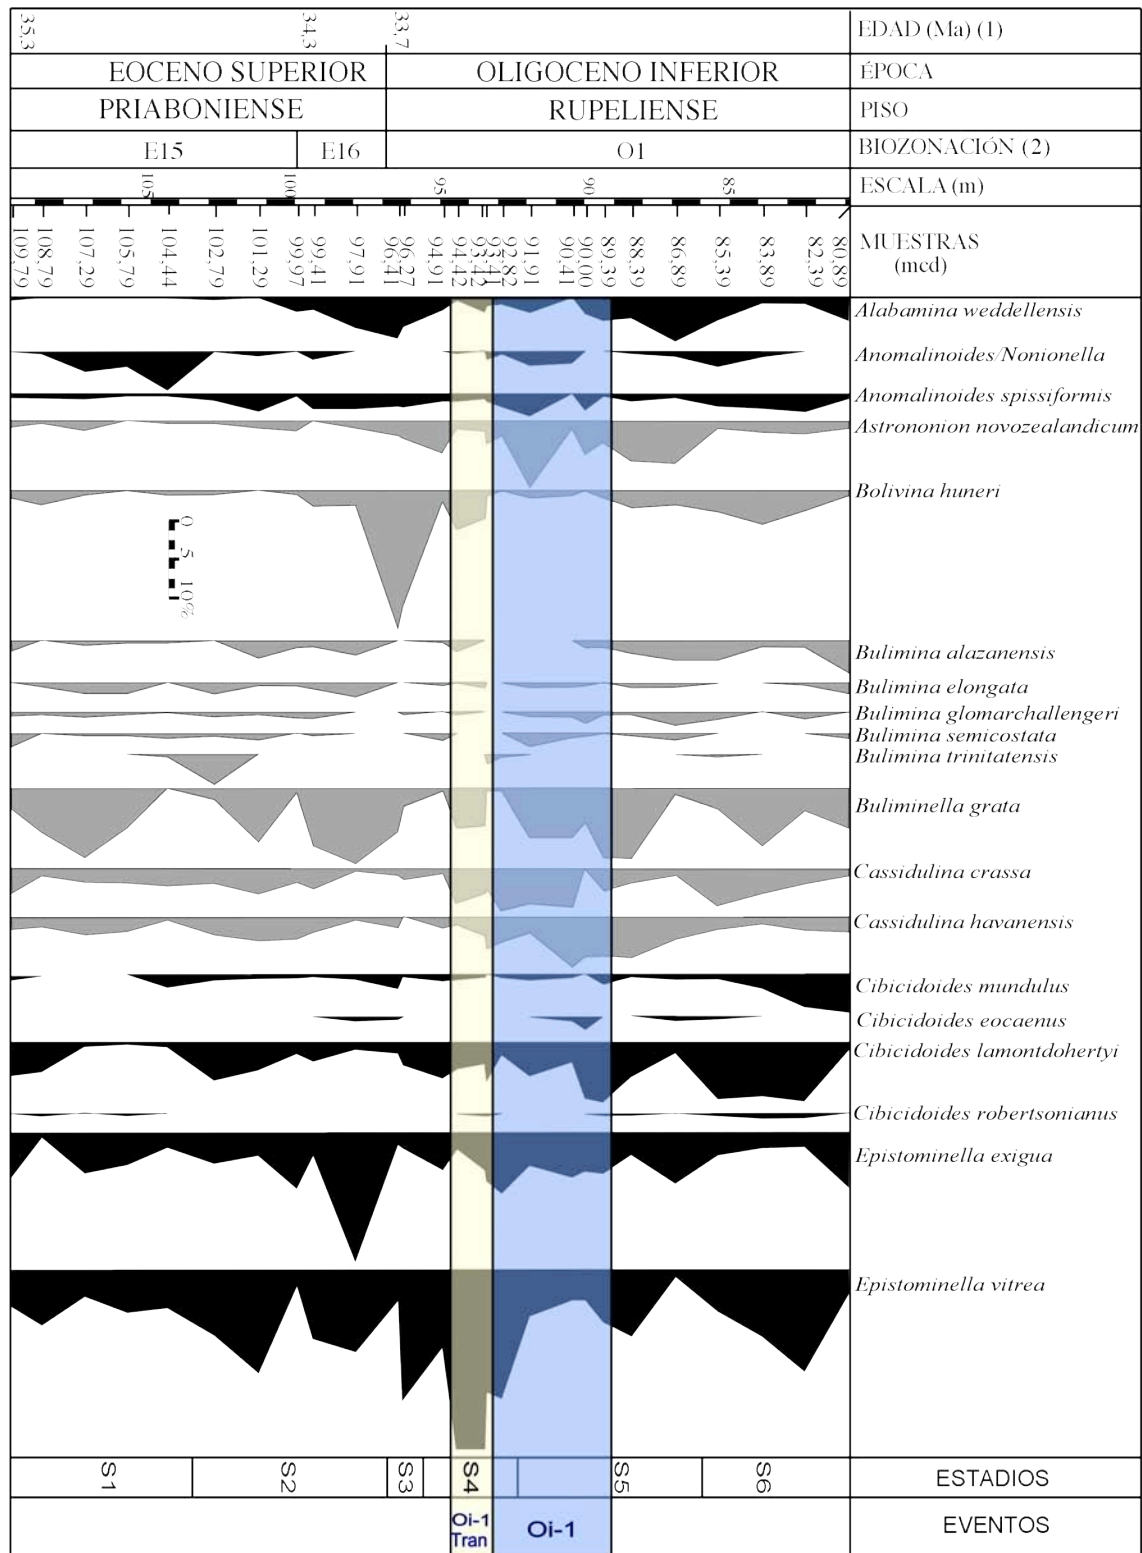 35,3
34,3
33,7
EDAD (Ma) (1)
EOCENO SUPERIOR
OLIGOCENO INFERIOR
ÉPOCA
PRIABONIENSE
RUPELIENSE
PISO
E15
E16
O1
BIOZONACIÓN (2)
105
100
95
90
85
ESCALA (m)
109,79
108,79
107,29
105,79
104,44
102,79
101,29
99,97
99,41
97,91
96,41
96,27
94,91
94,42
93,42
92,82
91,91
90,41
90,00
89,39
88,39
86,89
85,39
83,89
82,39
80,89
MUESTRAS
(mcd)
Alabamina weddellensis
Anomalinoides/Nonionella
Anomalinoides spissiformis
Astrononion novozealandicum
Bolivina huneri
0 5 10%
Bulimina alazanensis
Bulimina elongata
Bulimina glomarchallengeri
Bulimina semicostata
Bulimina trinitatensis
Buliminella grata
Cassidulina crassa
Cassidulina havanensis
Cibicidoides mundulus
Cibicidoides eocaenus
Cibicidoides lamontdohertyi
Cibicidoides robertsonianus
Epistominella exigua
Epistominella vitrea
S1
S2
S3
S4
S5
S6
ESTADIOS
Oi-1
Tran
Oi-1
EVENTOS